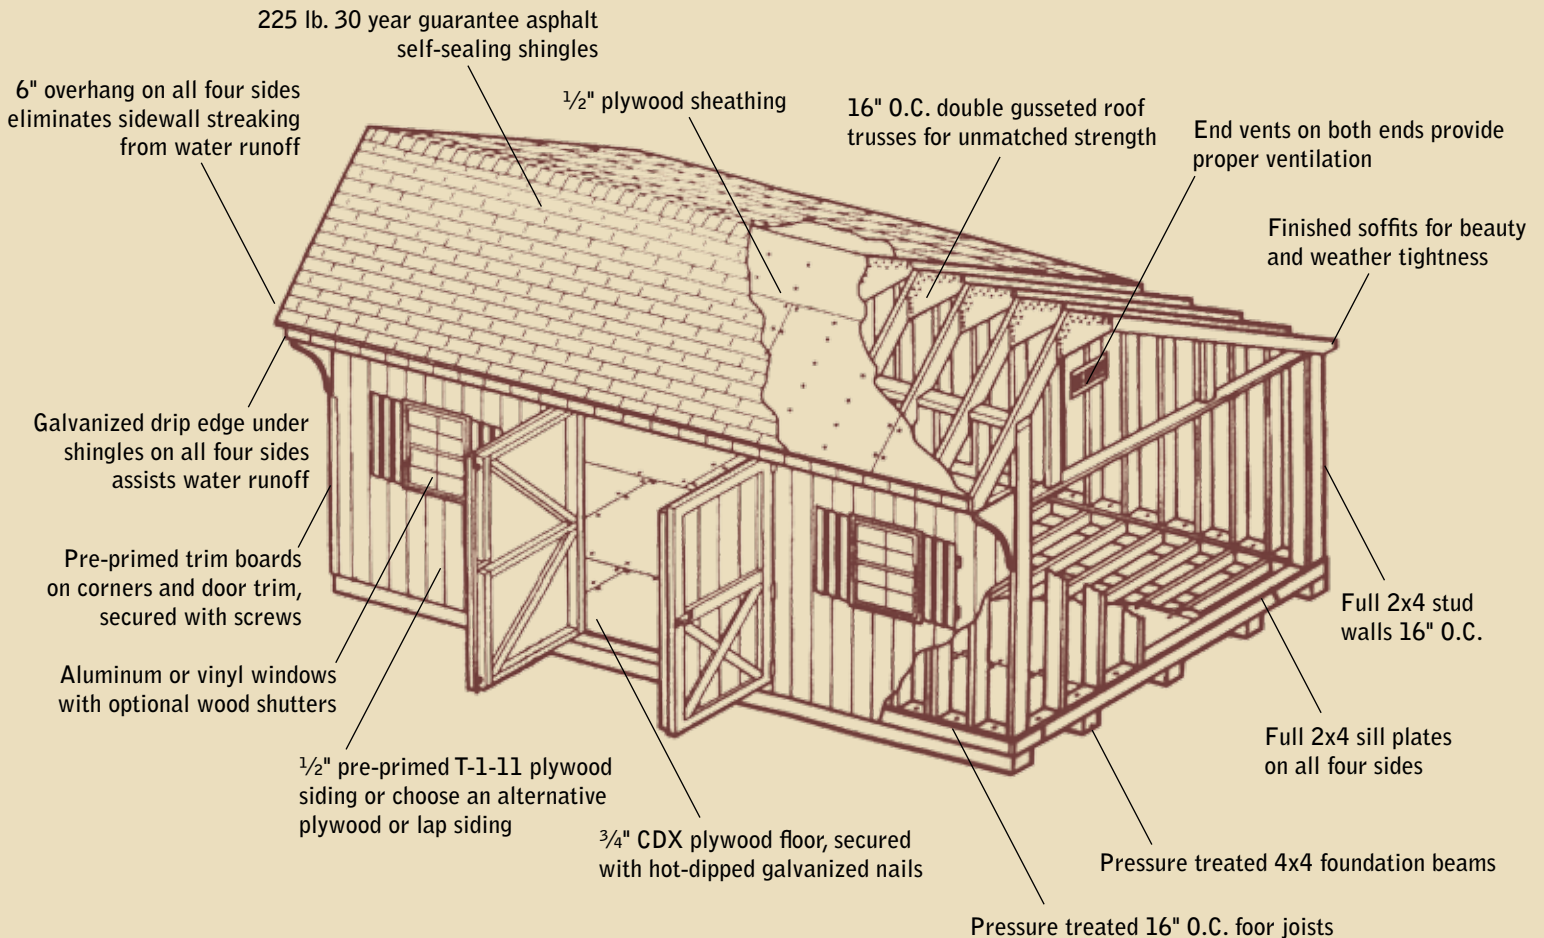 225 lb. 30 year guarantee asphalt
self-sealing shingles
6" overhang on all four sides
eliminates sidewall streaking
from water runoff
½" plywood sheathing
16" O.C. double gusseted roof
trusses for unmatched strength
End vents on both ends provide
proper ventilation
Finished soffits for beauty
and weather tightness
Galvanized drip edge under
shingles on all four sides
assists water runoff
Pre-primed trim boards
on corners and door trim,
secured with screws
Aluminum or vinyl windows
with optional wood shutters
½" pre-primed T-1-11 plywood
siding or choose an alternative
plywood or lap siding
¾" CDX plywood floor, secured
with hot-dipped galvanized nails
Full 2x4 stud
walls 16" O.C.
Full 2x4 sill plates
on all four sides
Pressure treated 4x4 foundation beams
Pressure treated 16" O.C. foor joists